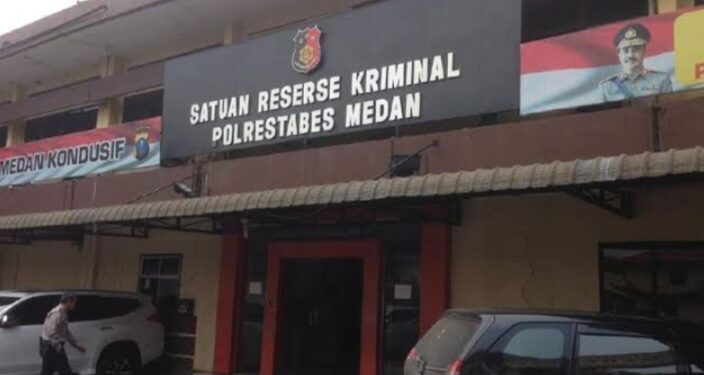 SATUAN RESERSE KRIMINAL
POLRESTABES MEDAN
MEDAN KONDUSIF